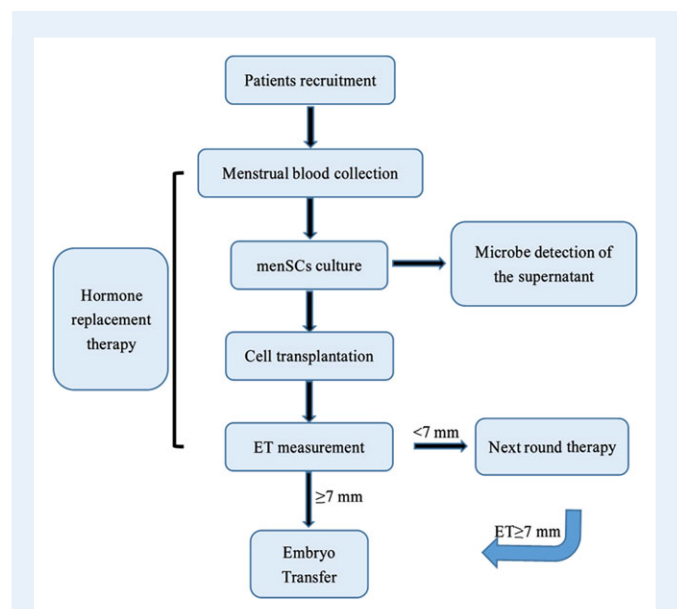 Patients recruitment
Menstrual blood collection
menSCs culture
Microbe detection of
the supernatant
Hormone
replacement
therapy
Cell transplantation
ET measurement
<7 mm
Next round therapy
≥7 mm
ET≥7 mm
Embryo
Transfer